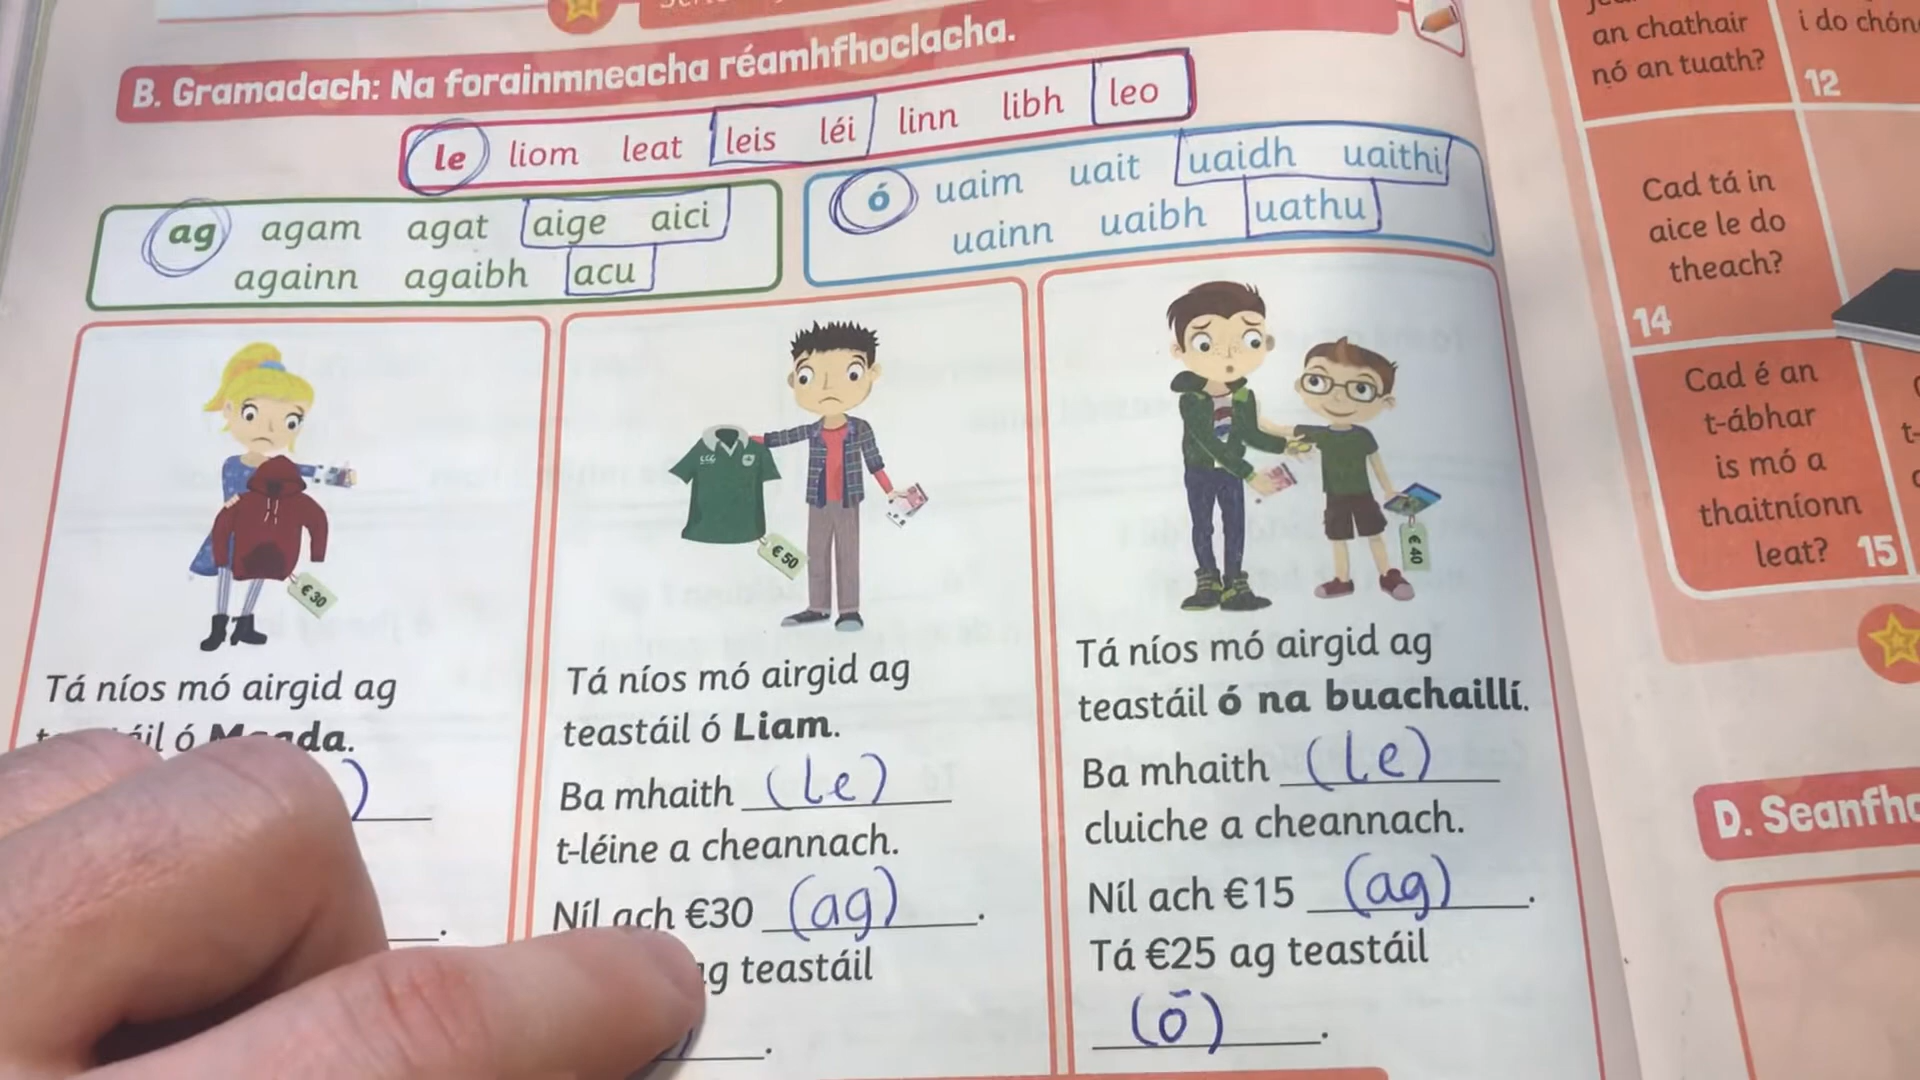 B. Gramadach: Na forainmneacha réamhfhoclacha.
le liom leat leis léi linn libh leo
ag agam agat aige aici
againn agaibh acu
ó uaim uait uaidh uaithi
uainn uaibh uathu
€30
€50
€40
Tá níos mó airgid ag
ó
Tá níos mó airgid ag
teastáil ó Liam.
Ba mhaith (le)
t-léine a cheannach.
Níl ach €30 (ag).
ag teastáil
Tá níos mó airgid ag
teastáil ó na buachaillí.
Ba mhaith (le)
cluiche a cheannach.
Níl ach €15 (ag).
Tá €25 ag teastáil
(ó).
an chathair
nó an tuath?
i do
12
Cad tá in
aice le do
theach?
14
Cad é an
t-ábhar
is mó a
thaitníonn
leat? 15
D.